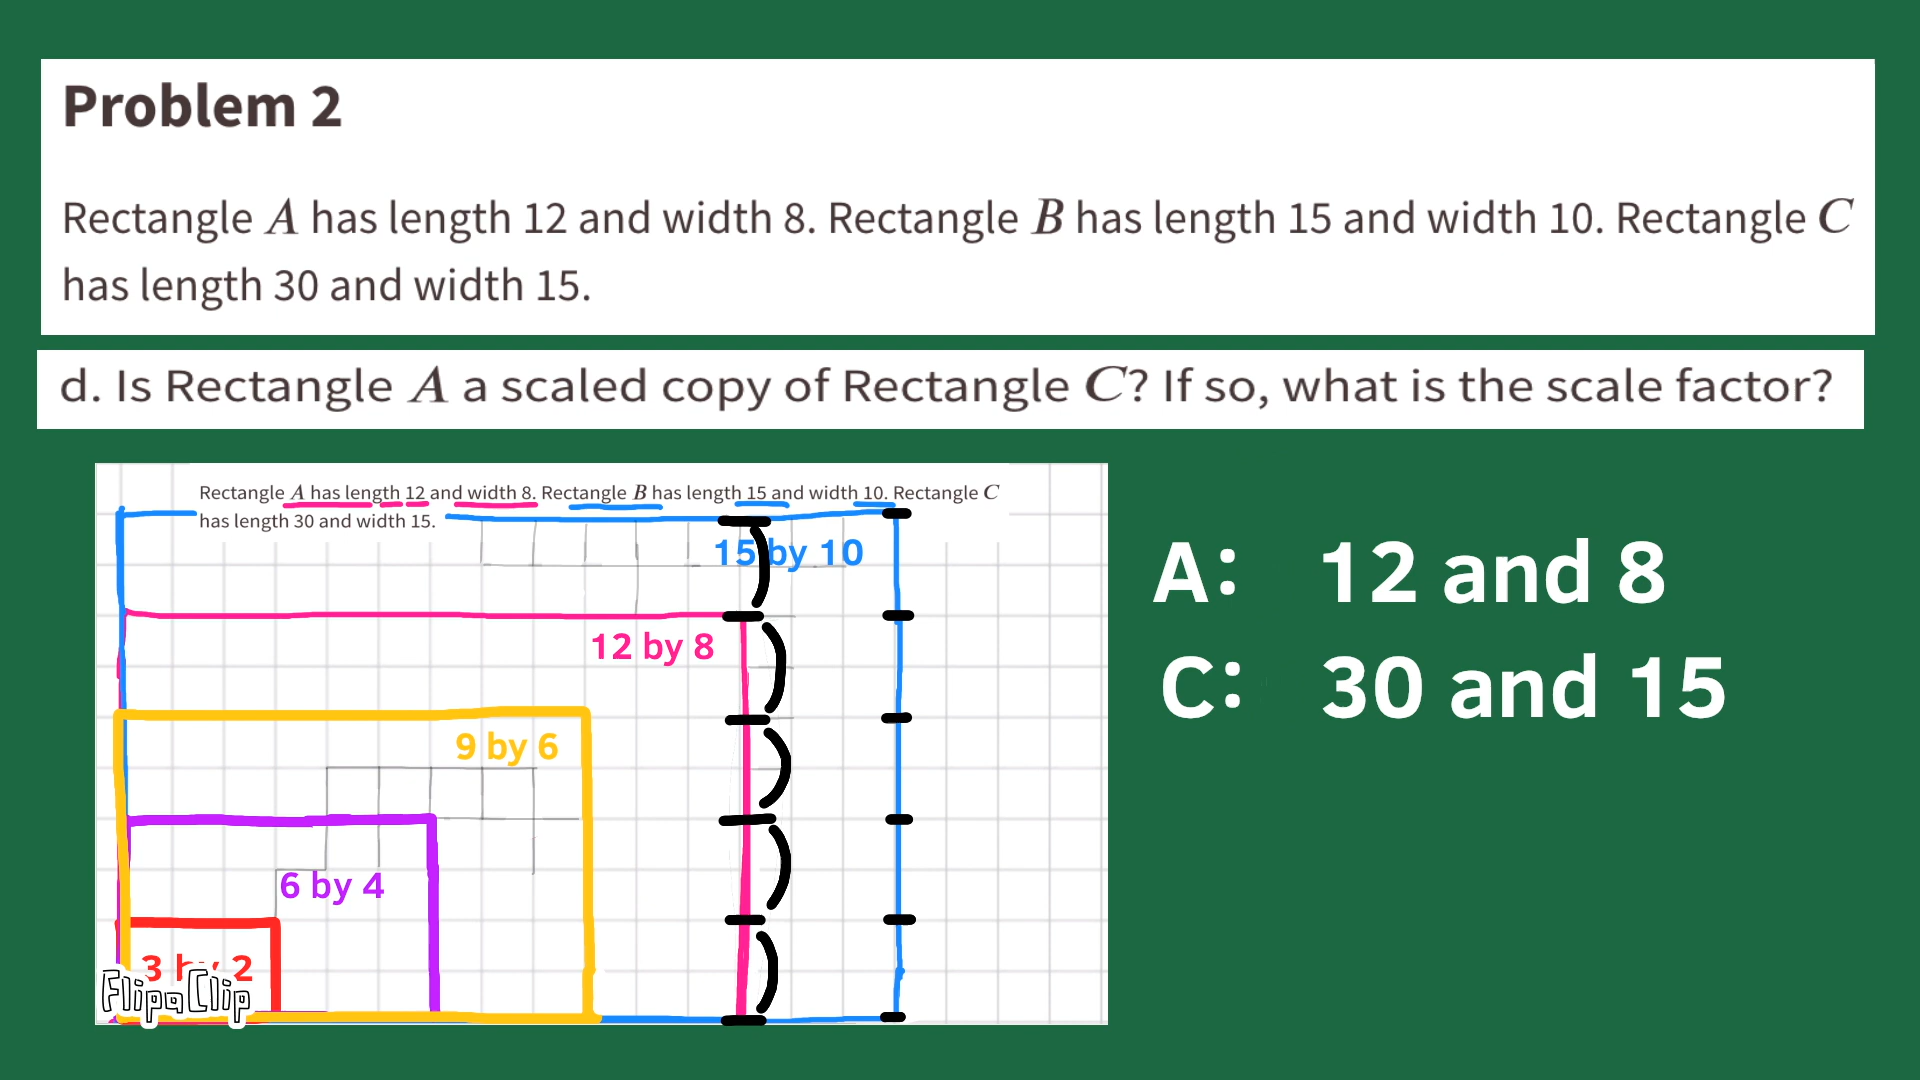 Problem 2
Rectangle A has length 12 and width 8. Rectangle B has length 15 and width 10. Rectangle C
has length 30 and width 15.
d. Is Rectangle A a scaled copy of Rectangle C? If so, what is the scale factor?
Rectangle A has length 12 and width 8. Rectangle B has length 15 and width 10. Rectangle C
has length 30 and width 15.
15 by 10
12 by 8
9 by 6
6 by 4
3 by 2
FlipaClip
A: 12 and 8
C: 30 and 15